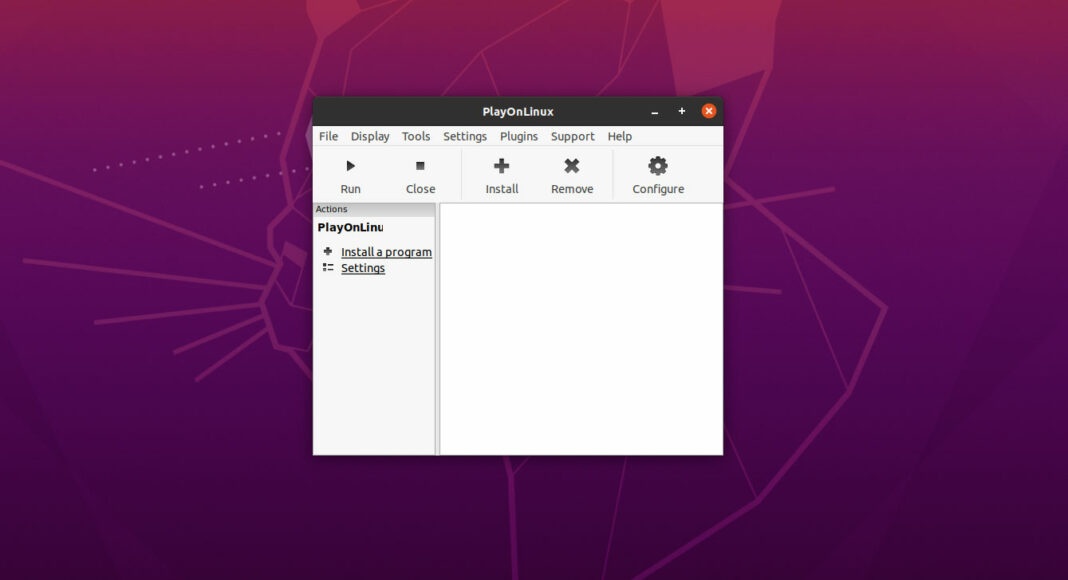 PlayOnLinux
File Display Tools Settings Plugins Support Help
Run Close Install Remove Configure
Actions
PlayOnLinu
Install a program
Settings